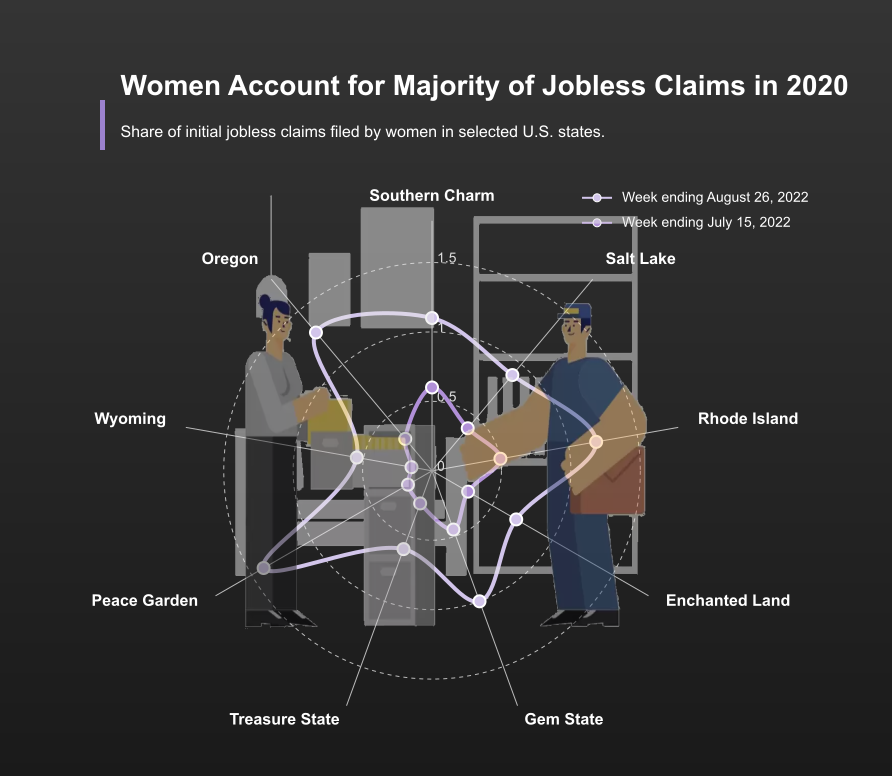 Women Account for Majority of Jobless Claims in 2020
Share of initial jobless claims filed by women in selected U.S. states.
Southern Charm
Week ending August 26, 2022
Week ending July 15, 2022
Oregon
1.5
Salt Lake
1
0.5
Wyoming
Rhode Island
0
Peace Garden
Enchanted Land
Treasure State
Gem State